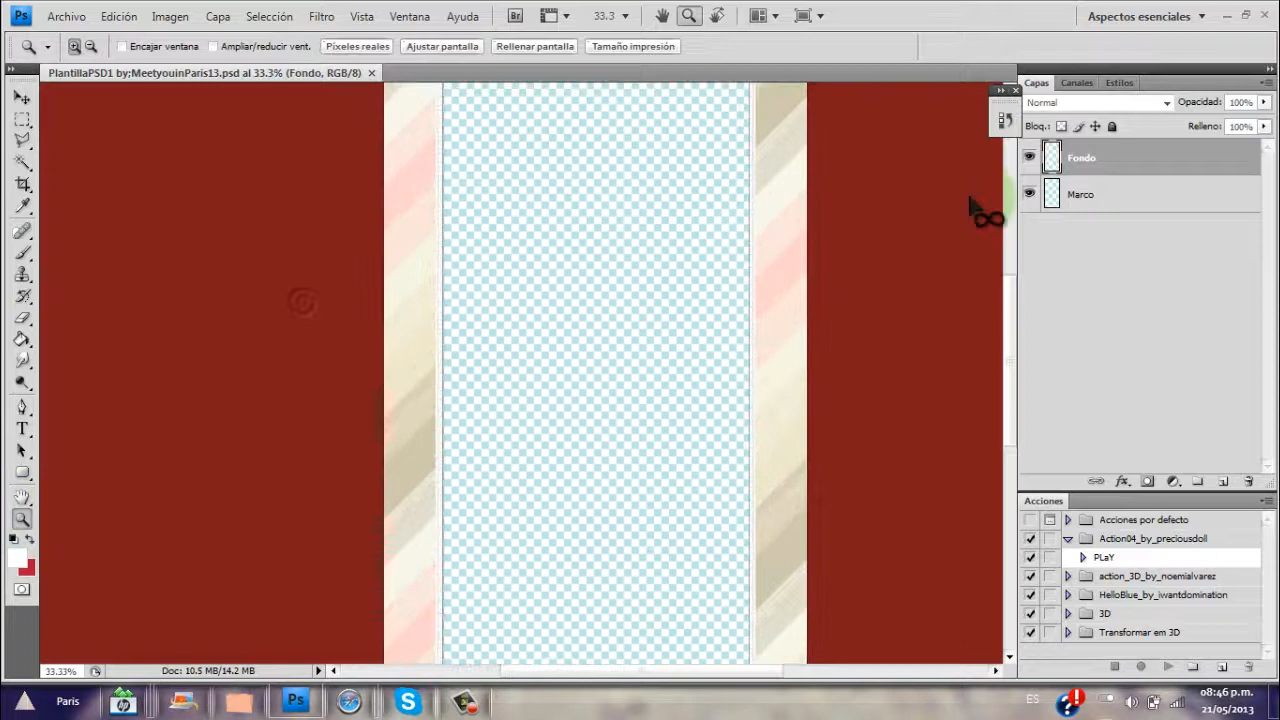 Ps Archivo Edición Imagen Capa Selección Filtro Vista Ventana Ayuda Br 33.3 Aspectos esenciales
Encajar ventana Ampliar/reducir vent. Píxeles reales Ajustar pantalla Rellenar pantalla Tamaño impresión
PlantillaPSD1 by;MeetyouinParis13.psd al 33.3% (Fondo, RGB/8)
Capas Canales Estilos
Normal Opacidad: 100%
Bloq.: Relleno: 100%
Fondo
Marco
fx
T
Acciones
Acciones por defecto
Action04_by_preciousdoll
PLaY
action_3D_by_noemialvarez
HelloBlue_by_iwantdomination
3D
Transformar em 3D
33.33% Doc: 10.5 MB/14.2 MB
Paris hp Ps S ES 08:46 p.m.
21/05/2013